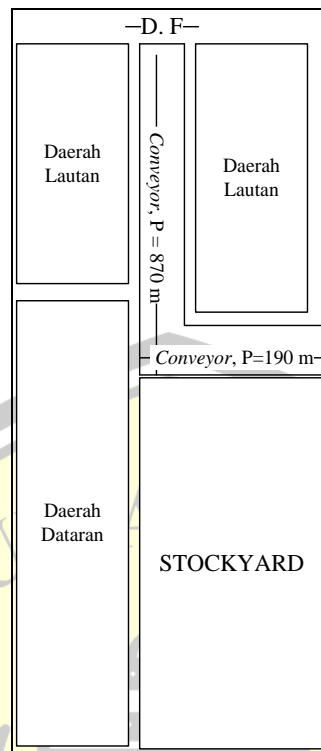 D. F
Daerah
Lautan
Conveyor, P = 870 m
Daerah
Lautan
Conveyor, P=190 m
Daerah
Dataran
STOCKYARD